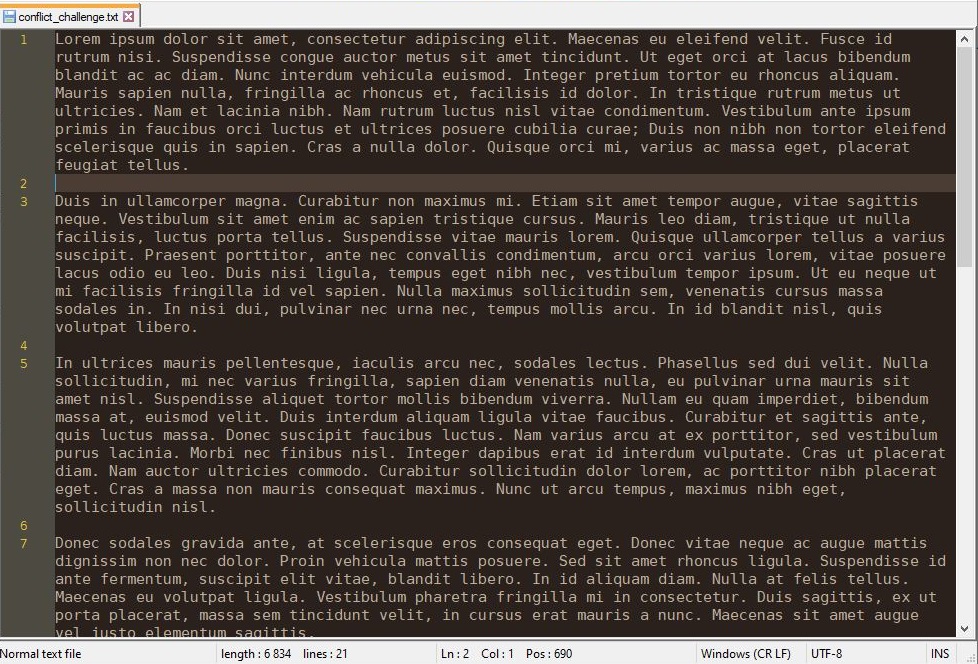 conflict_challenge.txt
1 Lorem ipsum dolor sit amet, consectetur adipiscing elit. Maecenas eu eleifend velit. Fusce id
rutrum nisi. Suspendisse congue auctor metus sit amet tincidunt. Ut eget orci at lacus bibendum
blandit ac ac diam. Nunc interdum vehicula euismod. Integer pretium tortor eu rhoncus aliquam.
Mauris sapien nulla, fringilla ac rhoncus et, facilisis id dolor. In tristique rutrum metus ut
ultricies. Nam et lacinia nibh. Nam rutrum luctus nisl vitae condimentum. Vestibulum ante ipsum
primis in faucibus orci luctus et ultrices posuere cubilia curae; Duis non nibh non tortor eleifend
scelerisque quis in sapien. Cras a nulla dolor. Quisque orci mi, varius ac massa eget, placerat
feugiat tellus.
2
3 Duis in ullamcorper magna. Curabitur non maximus mi. Etiam sit amet tempor augue, vitae sagittis
neque. Vestibulum sit amet enim ac sapien tristique cursus. Mauris leo diam, tristique ut nulla
facilisis, luctus porta tellus. Suspendisse vitae mauris lorem. Quisque ullamcorper tellus a varius
suscipit. Praesent porttitor, ante nec convallis condimentum, arcu orci varius lorem, vitae posuere
lacus odio eu leo. Duis nisi ligula, tempus eget nibh nec, vestibulum tempor ipsum. Ut eu neque ut
mi facilisis fringilla id vel sapien. Nulla maximus sollicitudin sem, venenatis cursus massa
sodales in. In nisi dui, pulvinar nec urna nec, tempus mollis arcu. In id blandit nisl, quis
volutpat libero.
4
5 In ultrices mauris pellentesque, iaculis arcu nec, sodales lectus. Phasellus sed dui velit. Nulla
sollicitudin, mi nec varius fringilla, sapien diam venenatis nulla, eu pulvinar urna mauris sit
amet nisl. Suspendisse aliquet tortor mollis bibendum viverra. Nullam eu quam imperdiet, bibendum
massa at, euismod velit. Duis interdum aliquam ligula vitae faucibus. Curabitur et sagittis ante,
quis luctus massa. Donec suscipit faucibus luctus. Nam varius arcu at ex porttitor, sed vestibulum
purus lacinia. Morbi nec finibus nisl. Integer dapibus erat id interdum vulputate. Cras ut placerat
diam. Nam auctor ultricies commodo. Curabitur sollicitudin dolor lorem, ac porttitor nibh placerat
eget. Cras a massa non mauris consequat maximus. Nunc ut arcu tempus, maximus nibh eget,
sollicitudin nisl.
6
7 Donec sodales gravida ante, at scelerisque eros consequat eget. Donec vitae neque ac augue mattis
dignissim non nec dolor. Proin vehicula mattis posuere. Sed sit amet rhoncus ligula. Suspendisse id
ante fermentum, suscipit elit vitae, blandit libero. In id aliquam diam. Nulla at felis tellus.
Maecenas eu volutpat ligula. Vestibulum pharetra fringilla mi in consectetur. Duis sagittis, ex ut
porta placerat, massa sem tincidunt velit, in cursus erat mauris a nunc. Maecenas sit amet augue
vel justo elementum sagittis.
Normal text file length : 6 834 lines : 21 Ln : 2 Col : 1 Pos : 690 Windows (CR LF) UTF-8 INS